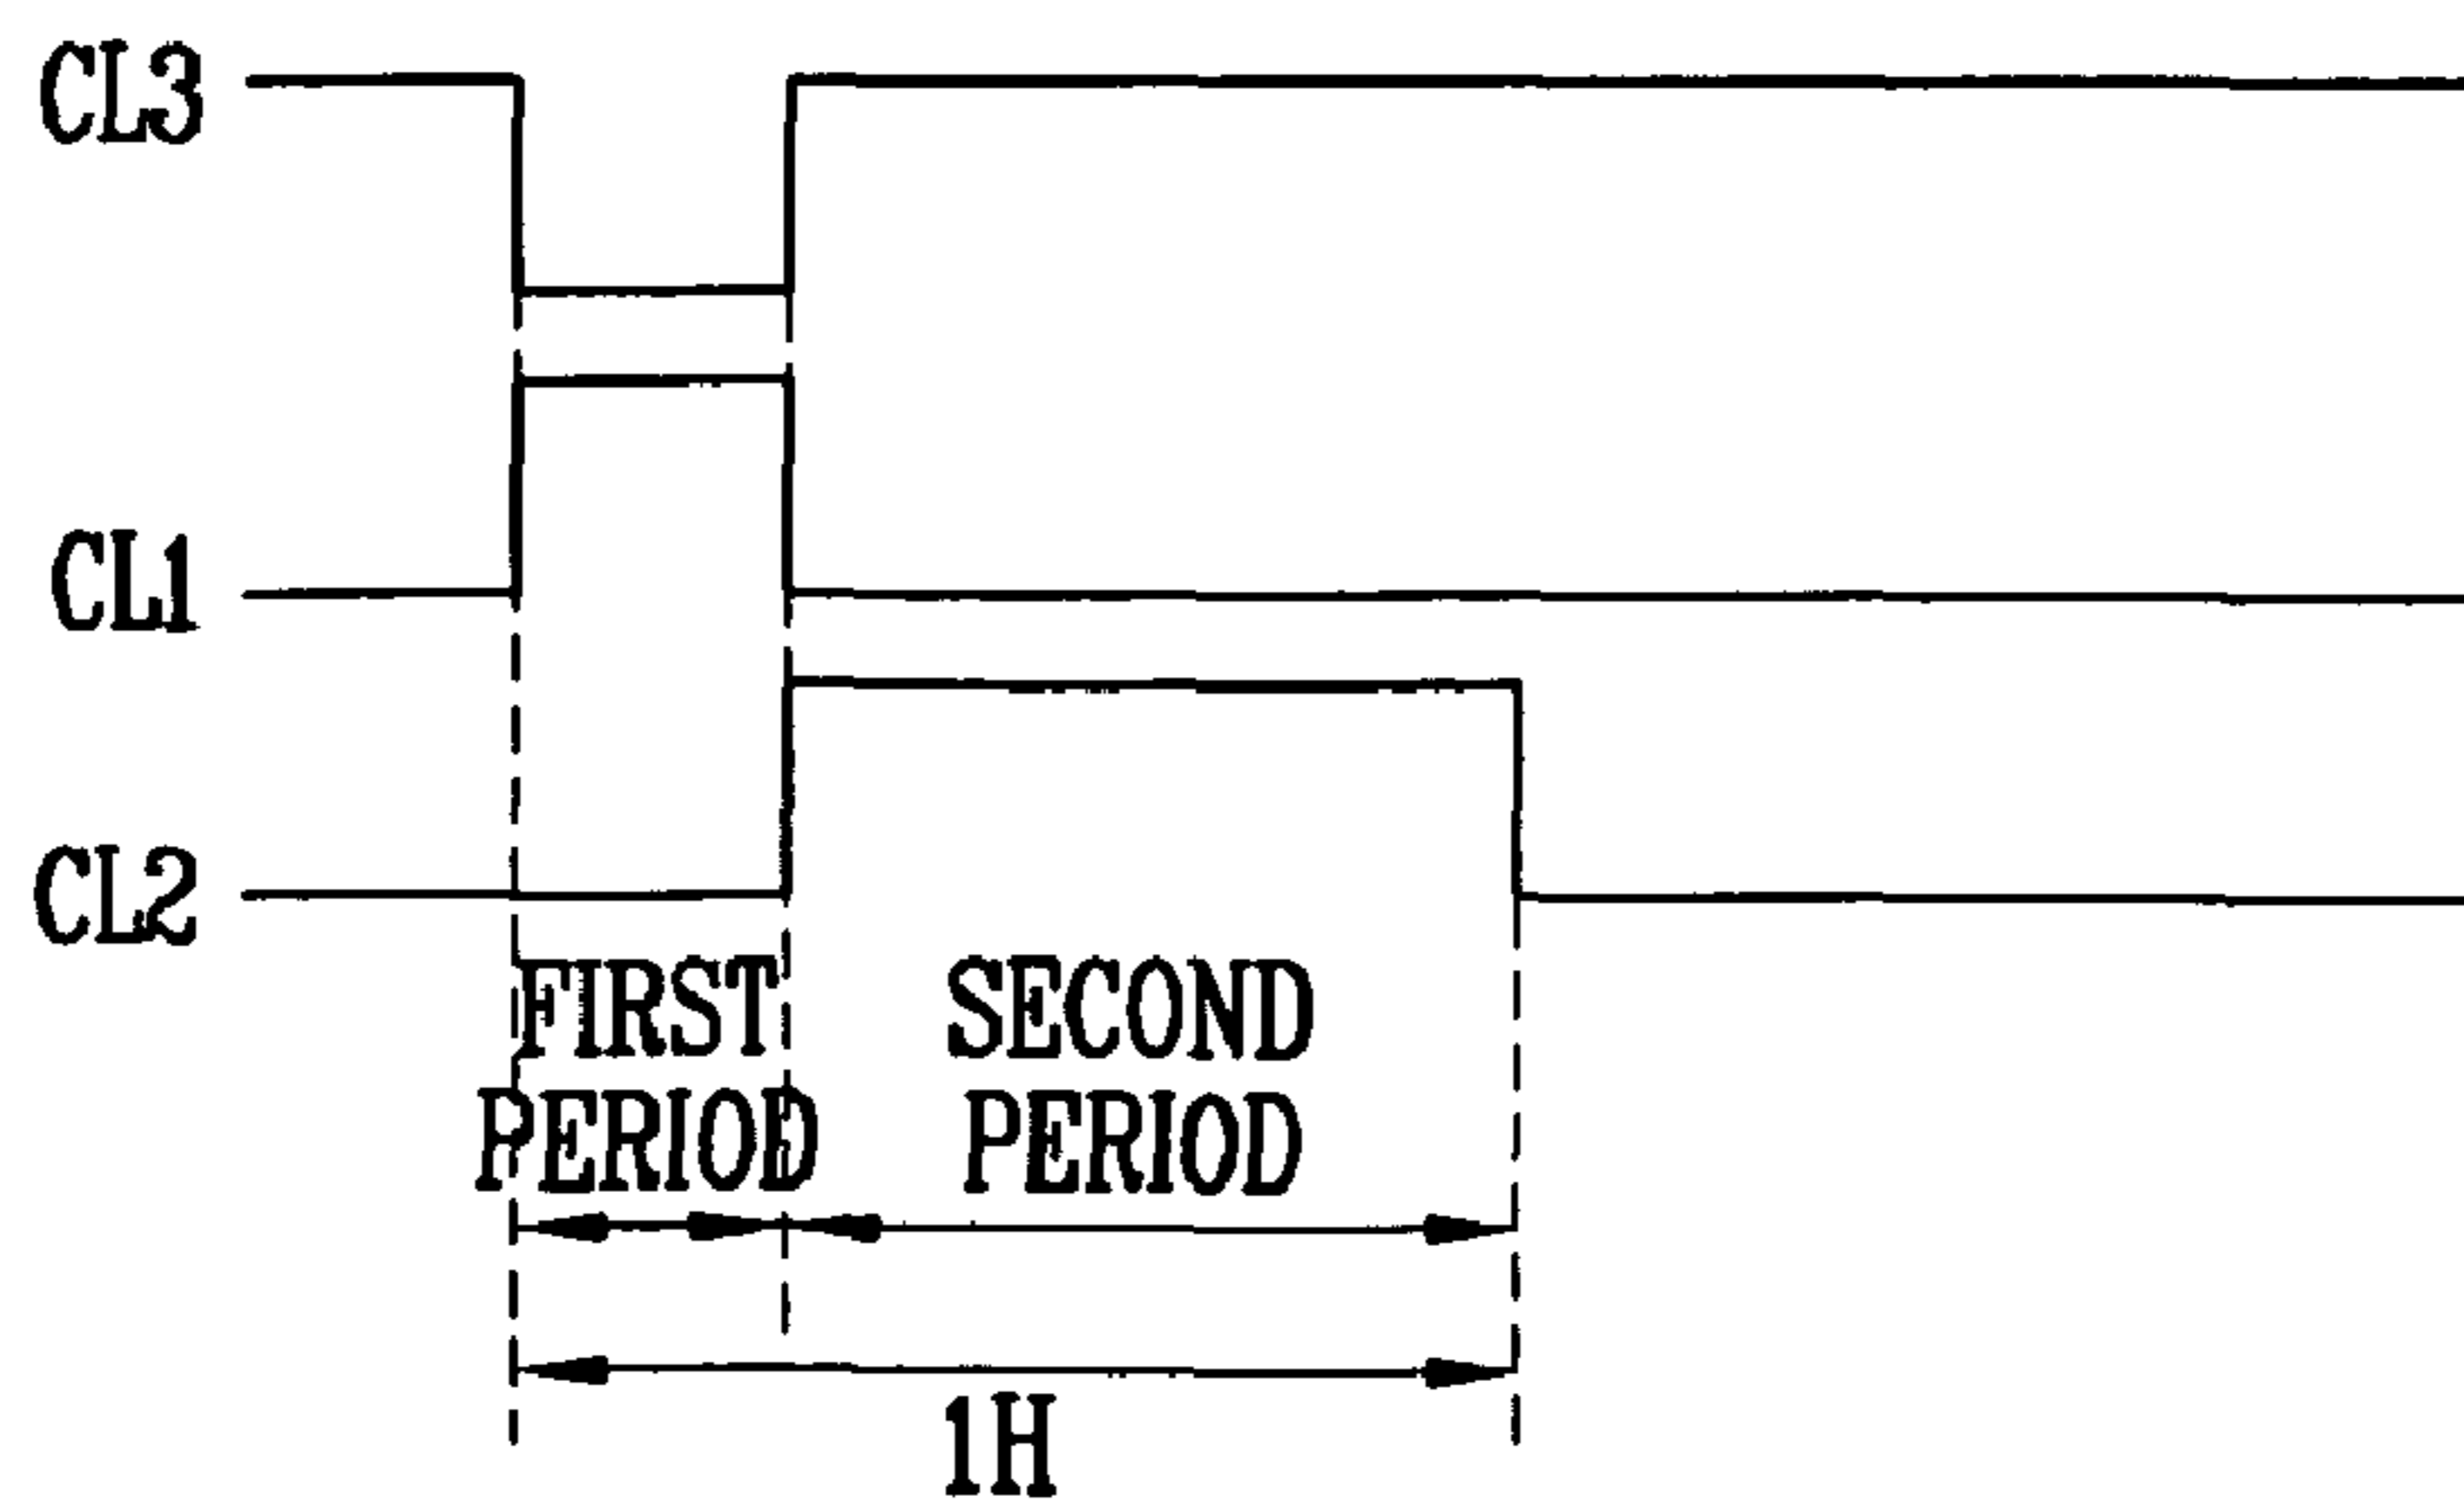 CL3
CL1
CL2
FIRST
PERIOD
SECOND
PERIOD
1H